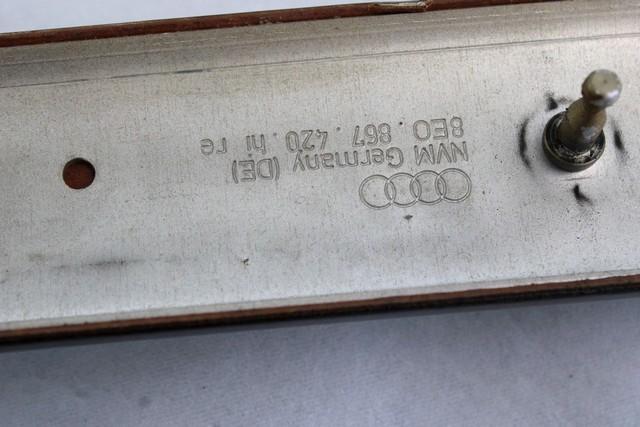 NVM Germany (DE)
8E0 . 867 . 420 . hi re